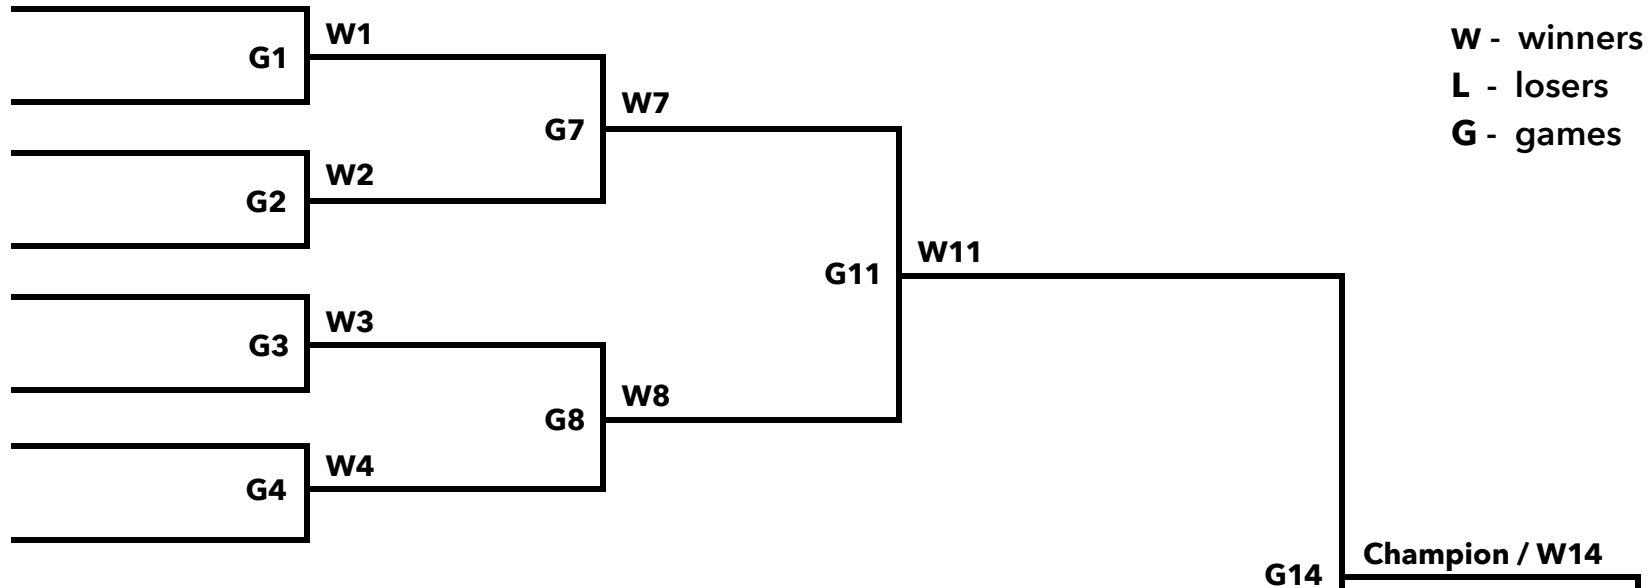 W1
G1
W7
G7
W2
G2
W11
G11
W3
G3
W8
G8
W4
G4
Champion / W14
G14
W - winners
L - losers
G - games